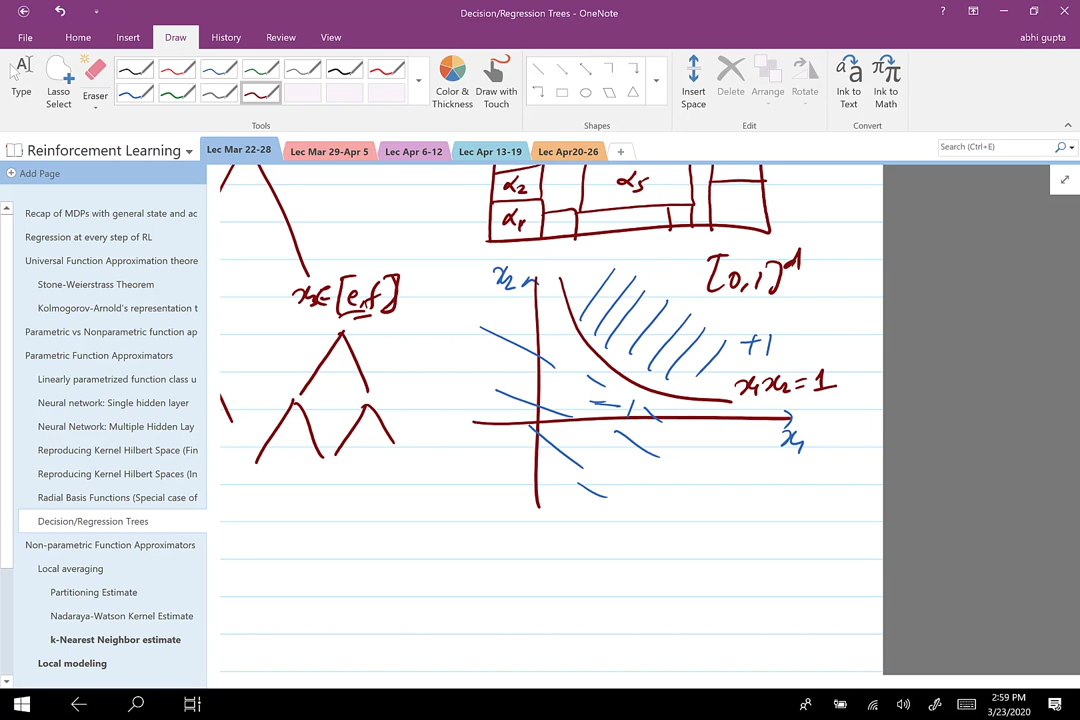 Decision/Regression Trees - OneNote
?
File
Home
Insert
Draw
History
Review
View
abhi gupta
Type
Lasso
Select
Eraser
Color &
Thickness
Draw with
Touch
Insert
Space
Delete
Arrange
Rotate
Ink to
Text
Ink to
Math
Tools
Shapes
Edit
Convert
Reinforcement Learning
Lec Mar 22-28
Lec Mar 29-Apr 5
Lec Apr 6-12
Lec Apr 13-19
Lec Apr20-26
Search (Ctrl+E)
Add Page
Recap of MDPs with general state and ac
Regression at every step of RL
Universal Function Approximation theore
Stone-Weierstrass Theorem
Kolmogorov-Arnold's representation t
Parametric vs Nonparametric function ap
Parametric Function Approximators
Linearly parametrized function class u
Neural network: Single hidden layer
Neural Network: Multiple Hidden Lay
Reproducing Kernel Hilbert Space (Fin
Reproducing Kernel Hilbert Spaces (In
Radial Basis Functions (Special case of
Decision/Regression Trees
Non-parametric Function Approximators
Local averaging
Partitioning Estimate
Nadaraya-Watson Kernel Estimate
k-Nearest Neighbor estimate
Local modeling
α2
α5
[0,1]^d
x2
∈ [e,f]
+1
x1x2=1
-1
x1
2:59 PM
3/23/2020